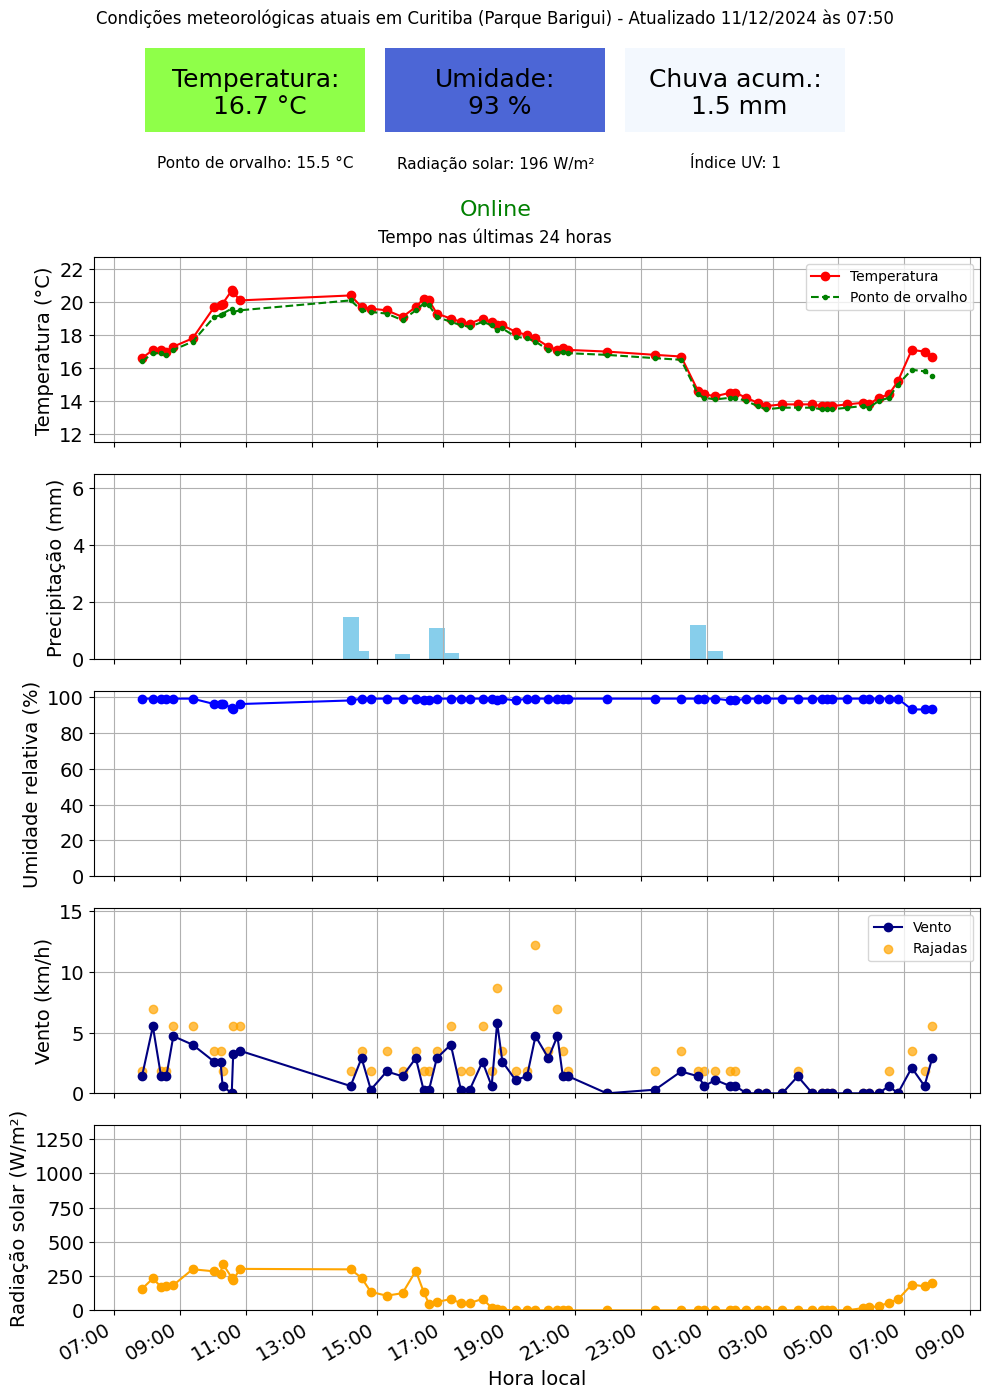 Condições meteorológicas atuais em Curitiba (Parque Barigui) - Atualizado 11/12/2024 às 07:50
Temperatura:
16.7 °C
Umidade:
93 %
Chuva acum.:
1.5 mm
Ponto de orvalho: 15.5 °C
Radiação solar: 196 W/m²
Índice UV: 1
Online
Tempo nas últimas 24 horas
Temperatura (°C)
22
20
18
16
14
12
Temperatura
Ponto de orvalho
Precipitação (mm)
6
4
2
0
Umidade relativa (%)
100
80
60
40
20
0
Vento (km/h)
15
10
5
0
Vento
Rajadas
Radiação solar (W/m²)
1250
1000
750
500
250
0
07:00
09:00
11:00
13:00
15:00
17:00
19:00
21:00
23:00
01:00
03:00
05:00
07:00
09:00
Hora local